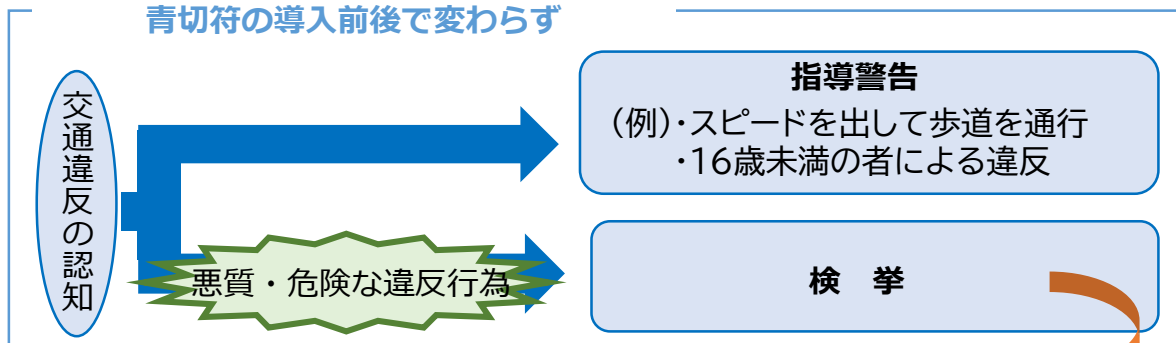 青切符の導入前後で変わらず
交通違反の認知
指導警告
（例）・スピードを出して歩道を通行
・16歳未満の者による違反
悪質・危険な違反行為
検　挙